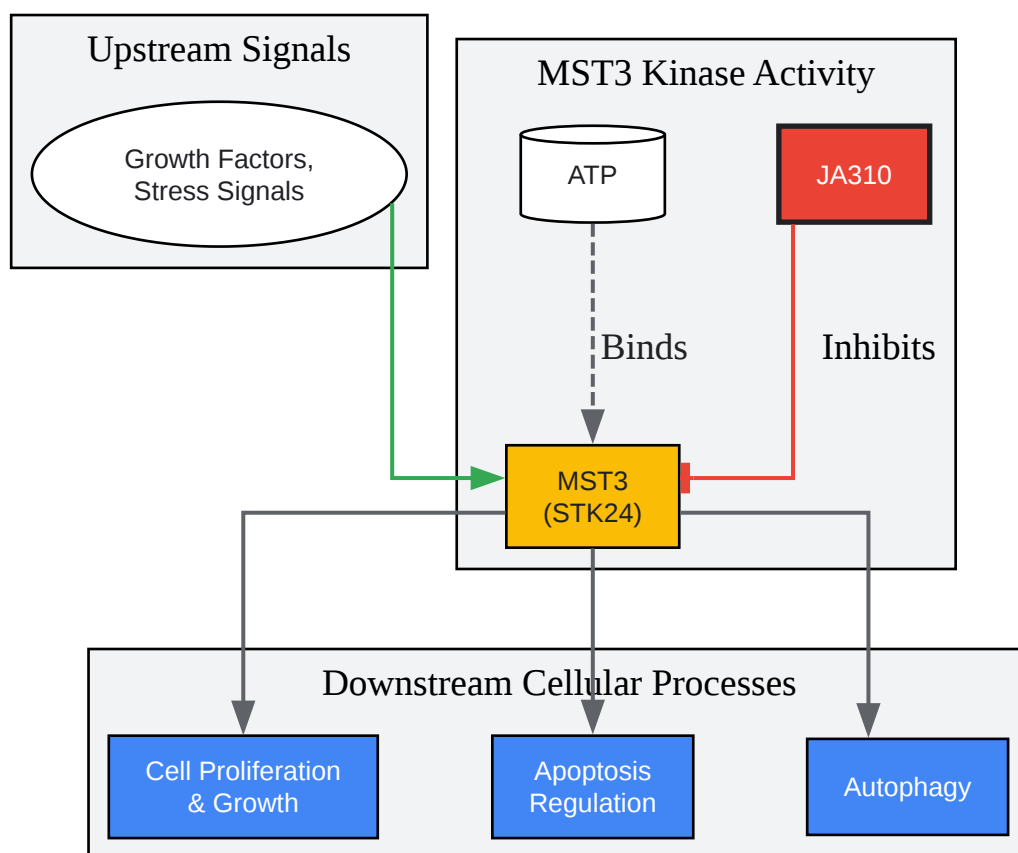 Upstream Signals
Growth Factors,
Stress Signals
MST3 Kinase Activity
ATP
JA310
Binds
Inhibits
MST3
(STK24)
Downstream Cellular Processes
Cell Proliferation
& Growth
Apoptosis
Regulation
Autophagy